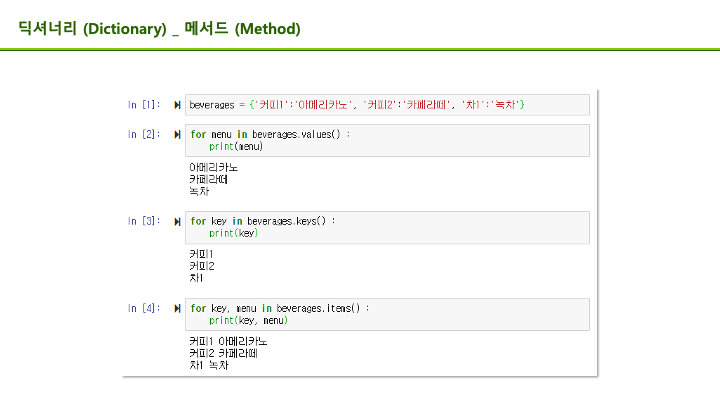 딕셔너리 (Dictionary) _ 메서드 (Method)
In [1]: beverages = {'커피1':'아메리카노', '커피2':'카페라떼', '차1':'녹차'}
In [2]: for menu in beverages.values() :
print(menu)
아메리카노
카페라떼
녹차
In [3]: for key in beverages.keys() :
print(key)
커피1
커피2
차1
In [4]: for key, menu in beverages.items() :
print(key, menu)
커피1 아메리카노
커피2 카페라떼
차1 녹차